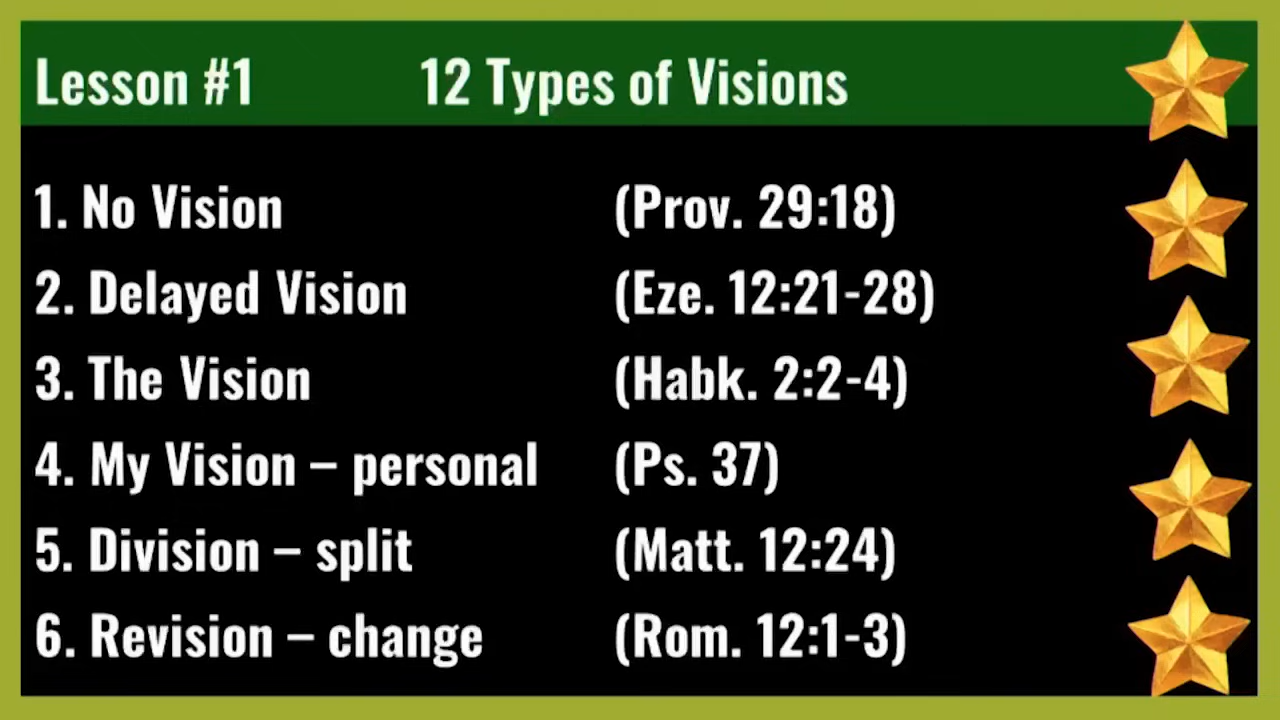 Lesson #1 12 Types of Visions
1. No Vision (Prov. 29:18)
2. Delayed Vision (Eze. 12:21-28)
3. The Vision (Habk. 2:2-4)
4. My Vision – personal (Ps. 37)
5. Division – split (Matt. 12:24)
6. Revision – change (Rom. 12:1-3)